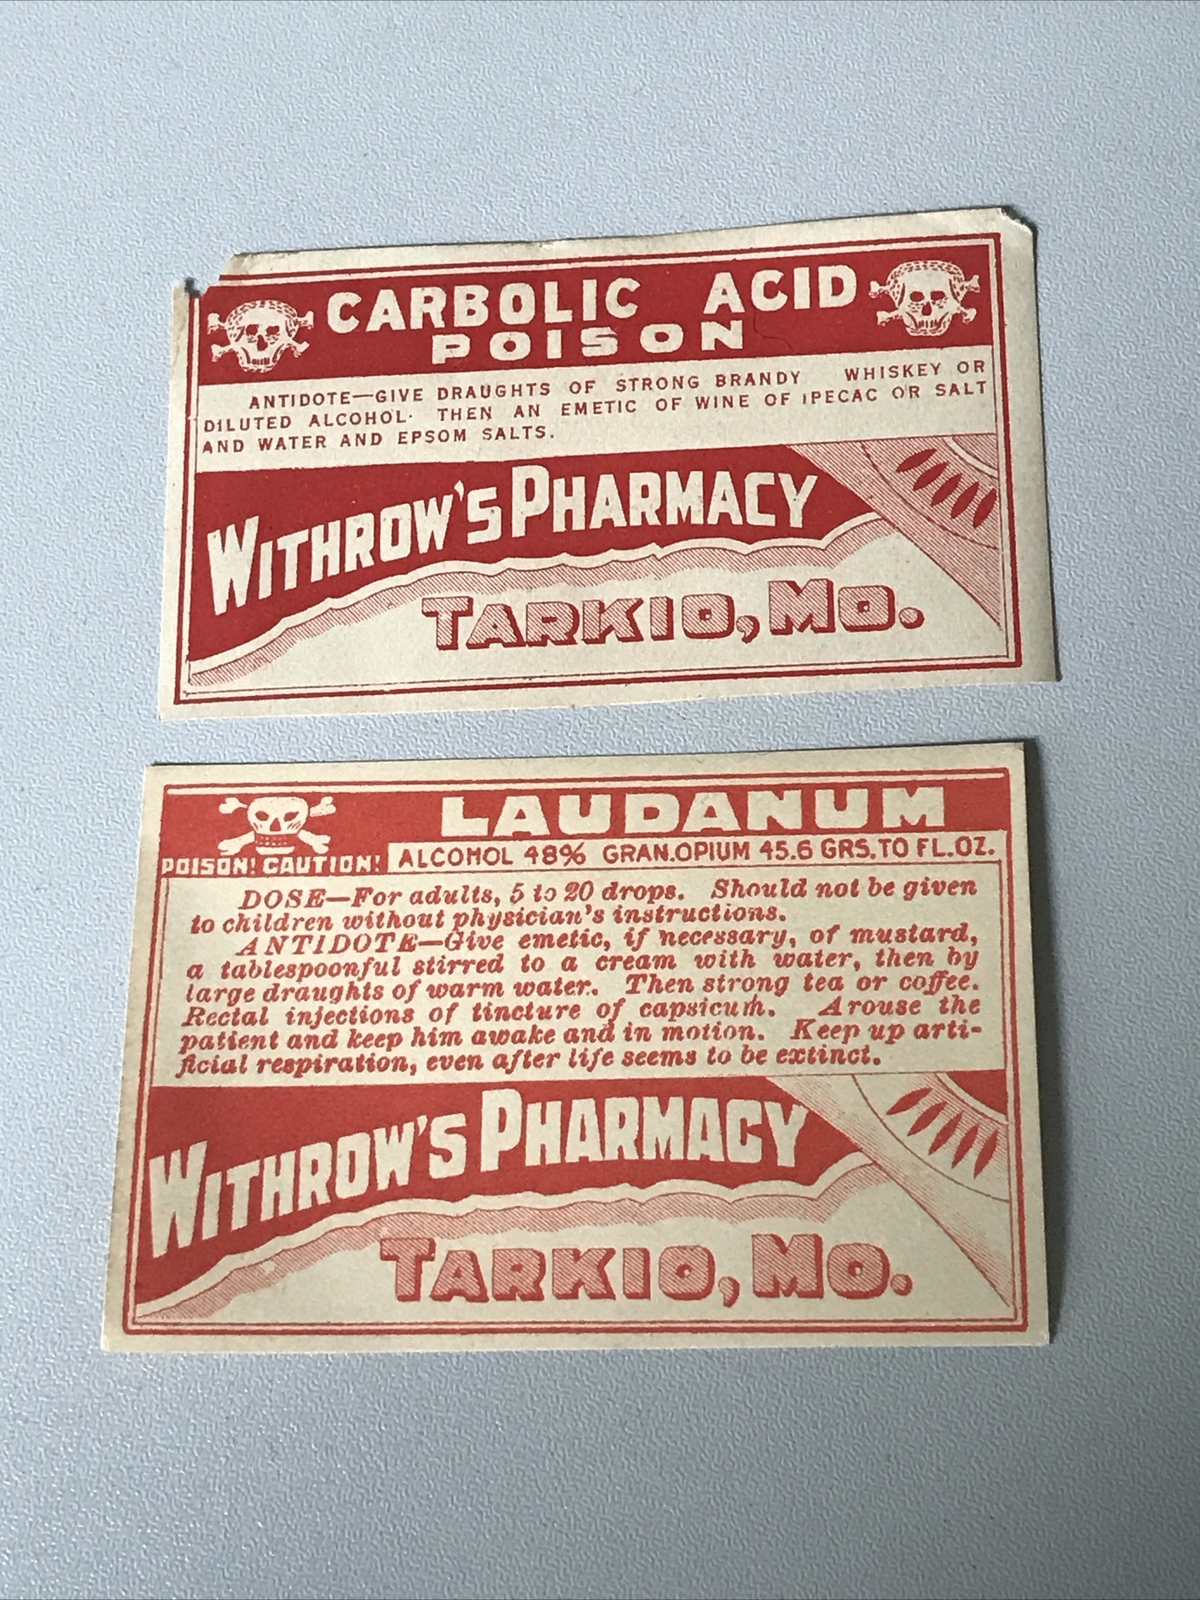 CARBOLIC ACID
POISON
ANTIDOTE—GIVE DRAUGHTS OF STRONG BRANDY WHISKEY OR
DILUTED ALCOHOL· THEN AN EMETIC OF WINE OF IPECAC OR SALT
AND WATER AND EPSOM SALTS.
WITHROW'S PHARMACY
TARKIO, MO.
LAUDANUM
POISON! CAUTION! ALCOHOL 48% GRAN.OPIUM 45.6 GRS.TO FL.OZ.
DOSE—For adults, 5 to 20 drops. Should not be given
to children without physician's instructions.
ANTIDOTE—Give emetic, if necessary, of mustard,
a tablespoonful stirred to a cream with water, then by
large draughts of warm water. Then strong tea or coffee.
Rectal injections of tincture of capsicum. Arouse the
patient and keep him awake and in motion. Keep up arti-
ficial respiration, even after life seems to be extinct.
WITHROW'S PHARMACY
TARKIO, MO.